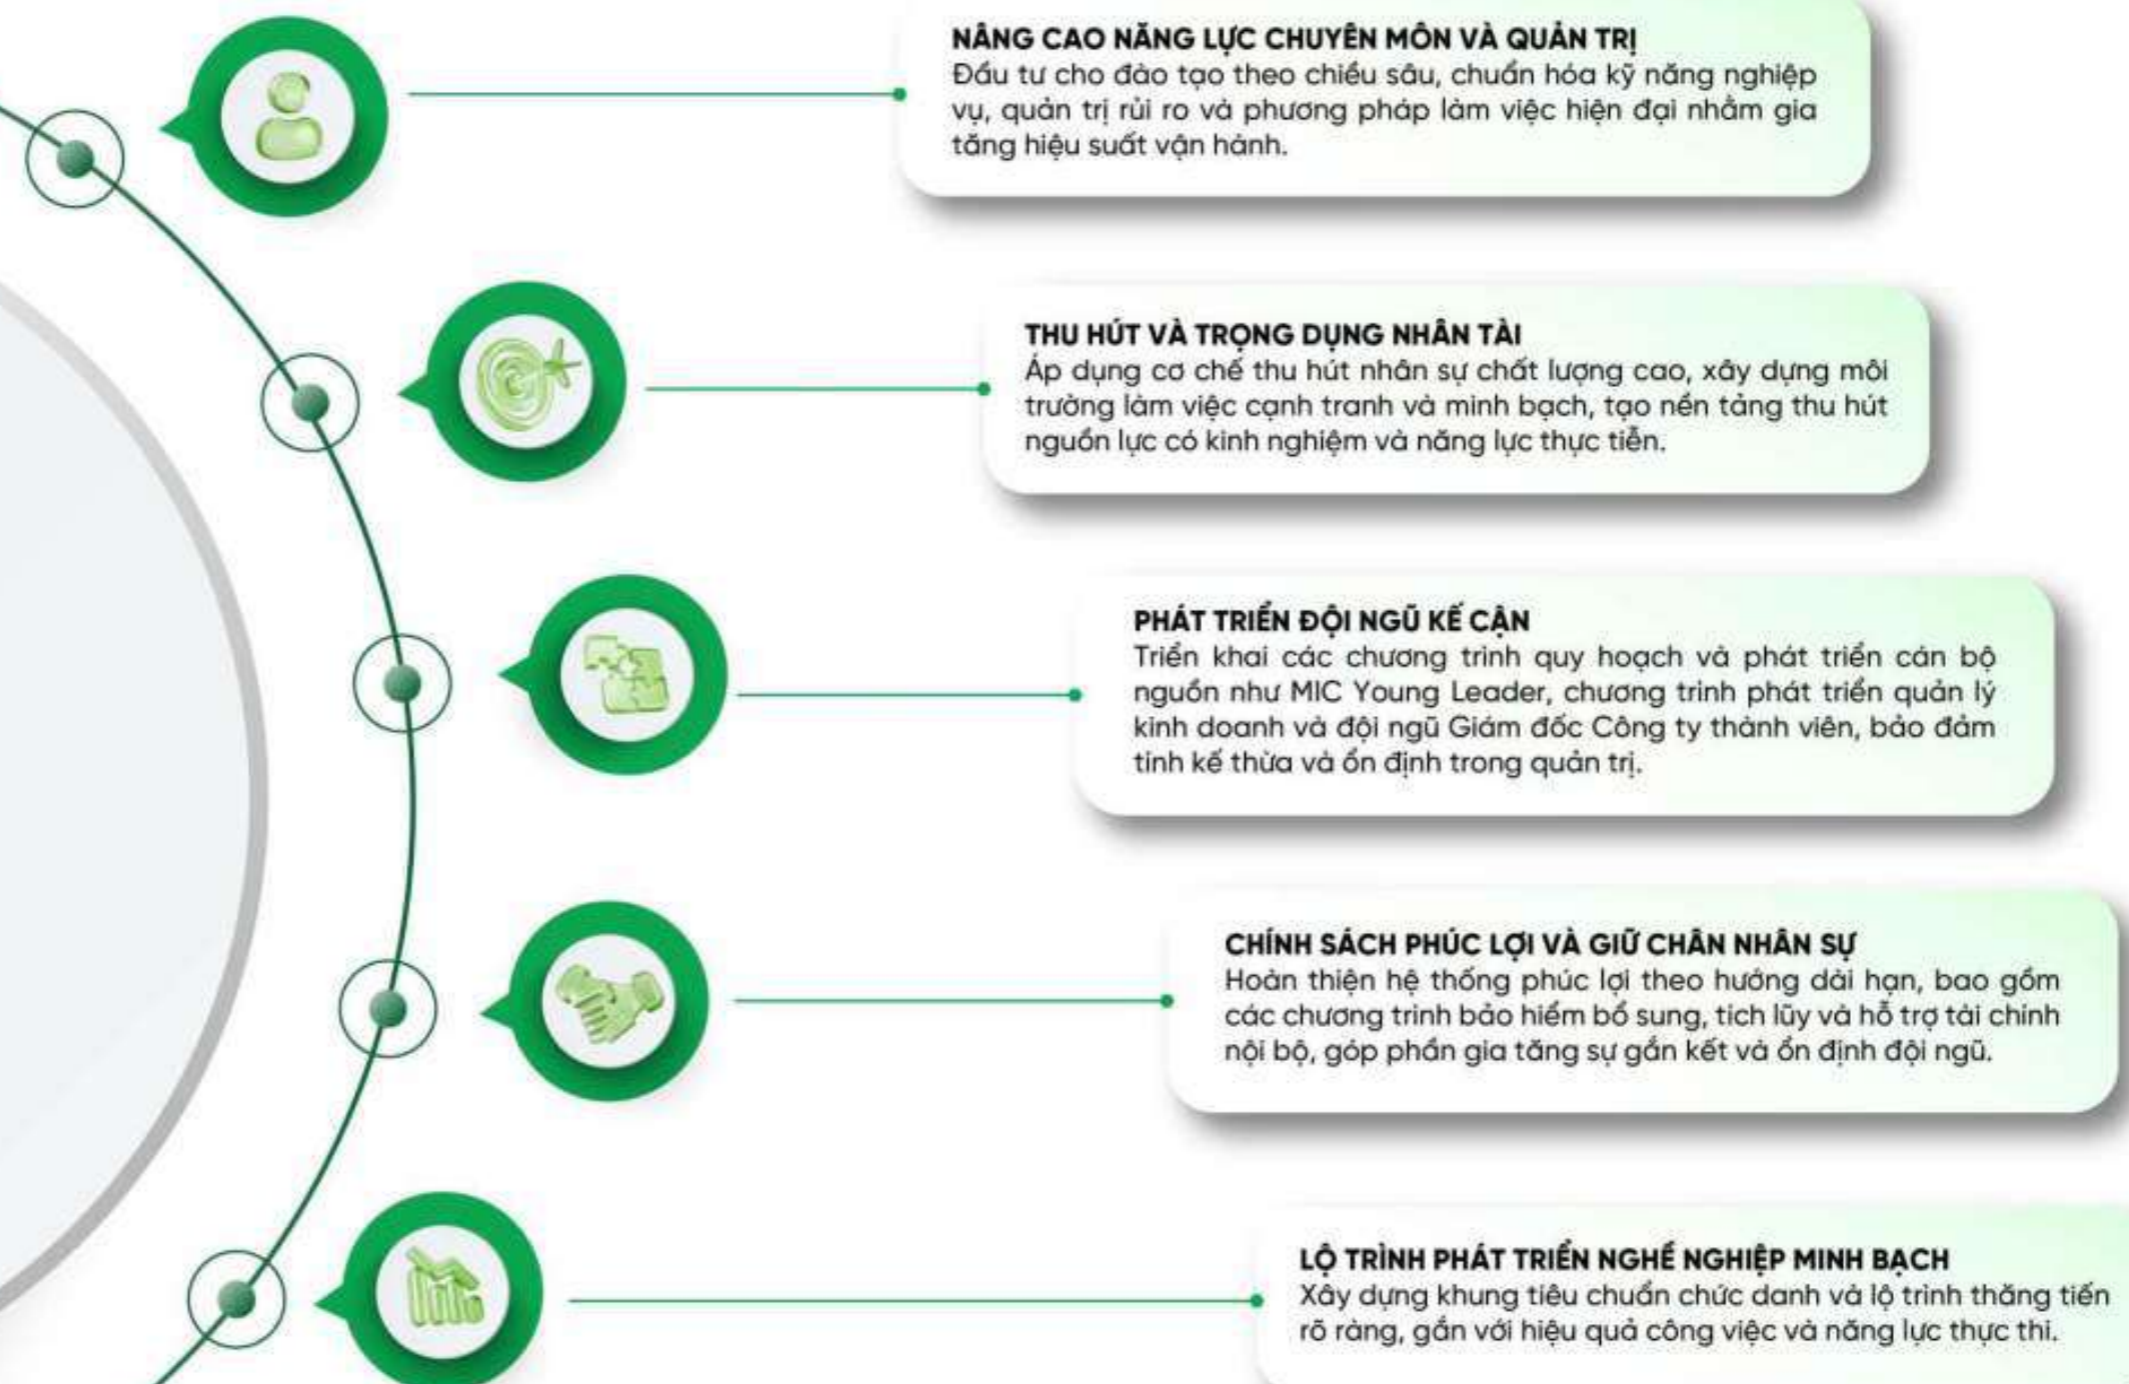 NÂNG CAO NĂNG LỰC CHUYÊN MÔN VÀ QUẢN TRỊ
Đầu tư cho đào tạo theo chiều sâu, chuẩn hóa kỹ năng nghiệp
vụ, quản trị rủi ro và phương pháp làm việc hiện đại nhằm gia
tăng hiệu suất vận hành.
THU HÚT VÀ TRỌNG DỤNG NHÂN TÀI
Áp dụng cơ chế thu hút nhân sự chất lượng cao, xây dựng môi
trường làm việc cạnh tranh và minh bạch, tạo nền tảng thu hút
nguồn lực có kinh nghiệm và năng lực thực tiễn.
PHÁT TRIỂN ĐỘI NGŨ KẾ CẬN
Triển khai các chương trình quy hoạch và phát triển cán bộ
nguồn như MIC Young Leader, chương trình phát triển quản lý
kinh doanh và đội ngũ Giám đốc Công ty thành viên, bảo đảm
tính kế thừa và ổn định trong quản trị.
CHÍNH SÁCH PHÚC LỢI VÀ GIỮ CHÂN NHÂN SỰ
Hoàn thiện hệ thống phúc lợi theo hướng dài hạn, bao gồm
các chương trình bảo hiểm bổ sung, tích lũy và hỗ trợ tài chính
nội bộ, góp phần gia tăng sự gắn kết và ổn định đội ngũ.
LỘ TRÌNH PHÁT TRIỂN NGHỀ NGHIỆP MINH BẠCH
Xây dựng khung tiêu chuẩn chức danh và lộ trình thăng tiến
rõ ràng, gắn với hiệu quả công việc và năng lực thực thi.